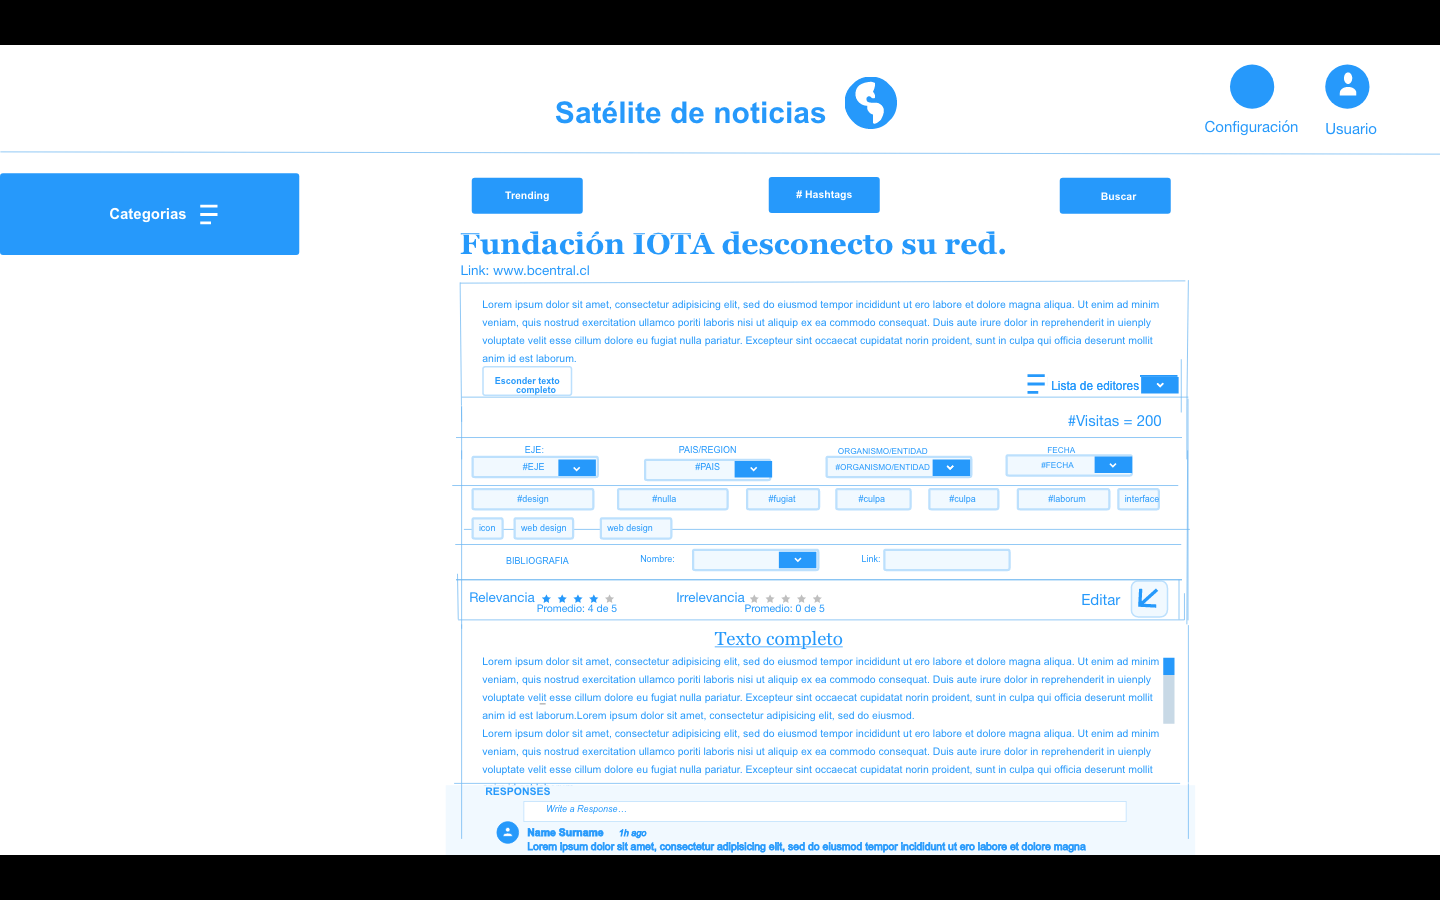 Satélite de noticias
Configuración
Usuario
Categorias
Trending
# Hashtags
Buscar
Fundación IOTA desconecto su red.
Link: www.bcentral.cl
Lorem ipsum dolor sit amet, consectetur adipisicing elit, sed do eiusmod tempor incididunt ut ero labore et dolore magna aliqua. Ut enim ad minim
veniam, quis nostrud exercitation ullamco poriti laboris nisi ut aliquip ex ea commodo consequat. Duis aute irure dolor in reprehenderit in uienply
voluptate velit esse cillum dolore eu fugiat nulla pariatur. Excepteur sint occaecat cupidatat norin proident, sunt in culpa qui officia deserunt mollit
anim id est laborum.
Esconder texto
completo
Lista de editores
#Visitas = 200
EJE:
PAIS/REGION
ORGANISMO/ENTIDAD
FECHA
#EJE
#PAIS
#ORGANISMO/ENTIDAD
#FECHA
#design
#nulla
#fugiat
#culpa
#culpa
#laborum
interface
icon
web design
web design
BIBLIOGRAFIA
Nombre:
Link:
Relevancia
Promedio: 4 de 5
Irrelevancia
Promedio: 0 de 5
Editar
Texto completo
Lorem ipsum dolor sit amet, consectetur adipisicing elit, sed do eiusmod tempor incididunt ut ero labore et dolore magna aliqua. Ut enim ad minim
veniam, quis nostrud exercitation ullamco poriti laboris nisi ut aliquip ex ea commodo consequat. Duis aute irure dolor in reprehenderit in uienply
voluptate velit esse cillum dolore eu fugiat nulla pariatur. Excepteur sint occaecat cupidatat norin proident, sunt in culpa qui officia deserunt mollit
anim id est laborum.Lorem ipsum dolor sit amet, consectetur adipisicing elit, sed do eiusmod.
Lorem ipsum dolor sit amet, consectetur adipisicing elit, sed do eiusmod tempor incididunt ut ero labore et dolore magna aliqua. Ut enim ad minim
veniam, quis nostrud exercitation ullamco poriti laboris nisi ut aliquip ex ea commodo consequat. Duis aute irure dolor in reprehenderit in uienply
voluptate velit esse cillum dolore eu fugiat nulla pariatur. Excepteur sint occaecat cupidatat norin proident, sunt in culpa qui officia deserunt mollit
RESPONSES
Write a Response…
Name Surname 1h ago
Lorem ipsum dolor sit amet, consectetur adipisicing elit, sed do eiusmod tempor incididunt ut ero labore et dolore magna